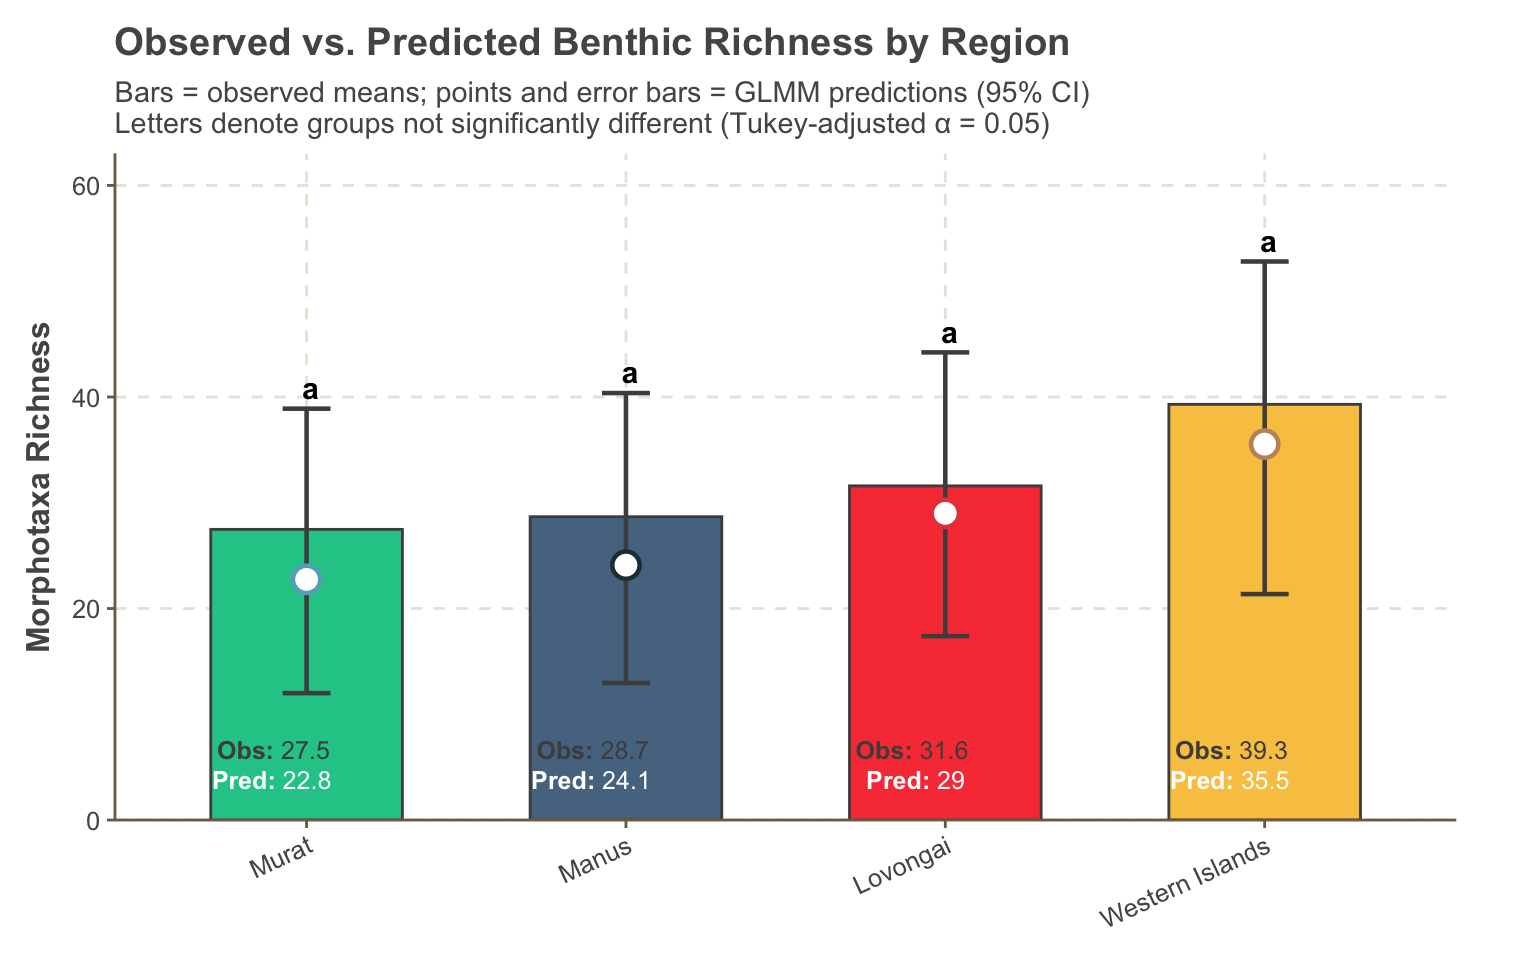 Observed vs. Predicted Benthic Richness by Region
Bars = observed means; points and error bars = GLMM predictions (95% CI)
Letters denote groups not significantly different (Tukey-adjusted α = 0.05)
Morphotaxa Richness
60
40
20
0
a
a
a
a
Obs: 27.5
Pred: 22.8
Obs: 28.7
Pred: 24.1
Obs: 31.6
Pred: 29
Obs: 39.3
Pred: 35.5
Murat
Manus
Lovongai
Western Islands